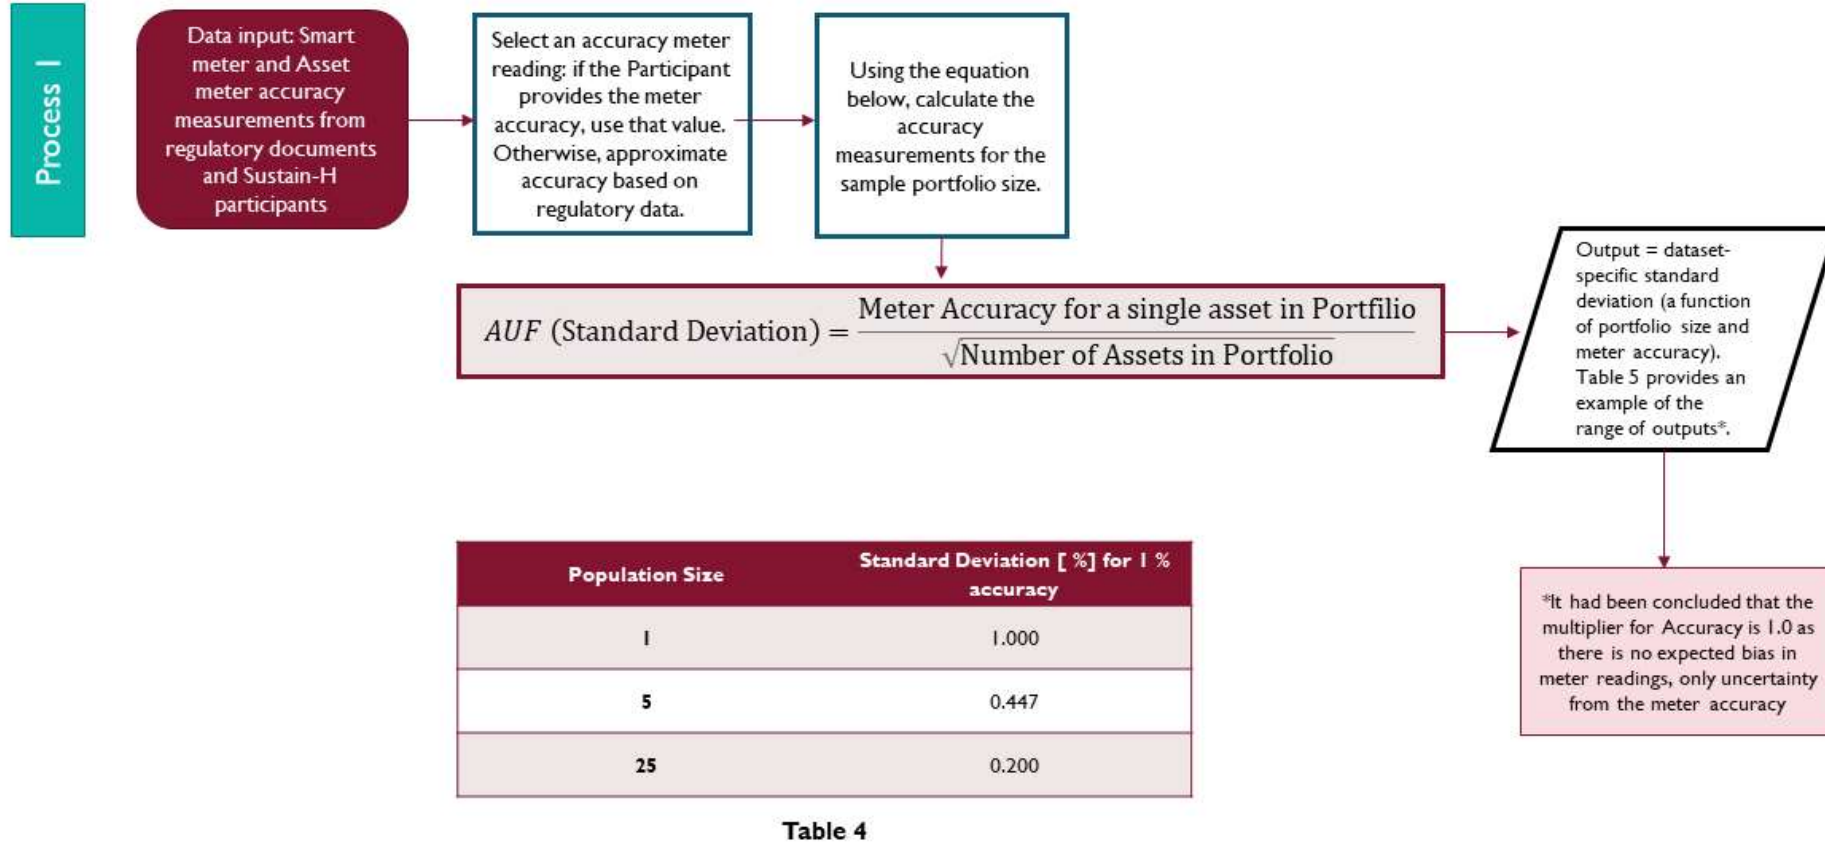 Process 1
Data input: Smart
meter and Asset
meter accuracy
measurements from
regulatory documents
and Sustain-H
participants
Select an accuracy meter
reading: if the Participant
provides the meter
accuracy, use that value.
Otherwise, approximate
accuracy based on
regulatory data.
Using the equation
below, calculate the
accuracy
measurements for the
sample portfolio size.
AUF (Standard Deviation) = Meter Accuracy for a single asset in Portfilio / √Number of Assets in Portfolio
Output = dataset-
specific standard
deviation (a function
of portfolio size and
meter accuracy).
Table 5 provides an
example of the
range of outputs*.
*It had been concluded that the
multiplier for Accuracy is 1.0 as
there is no expected bias in
meter readings, only uncertainty
from the meter accuracy
Population Size
Standard Deviation [ %] for 1 %
accuracy
1 1.000
5 0.447
25 0.200
Table 4